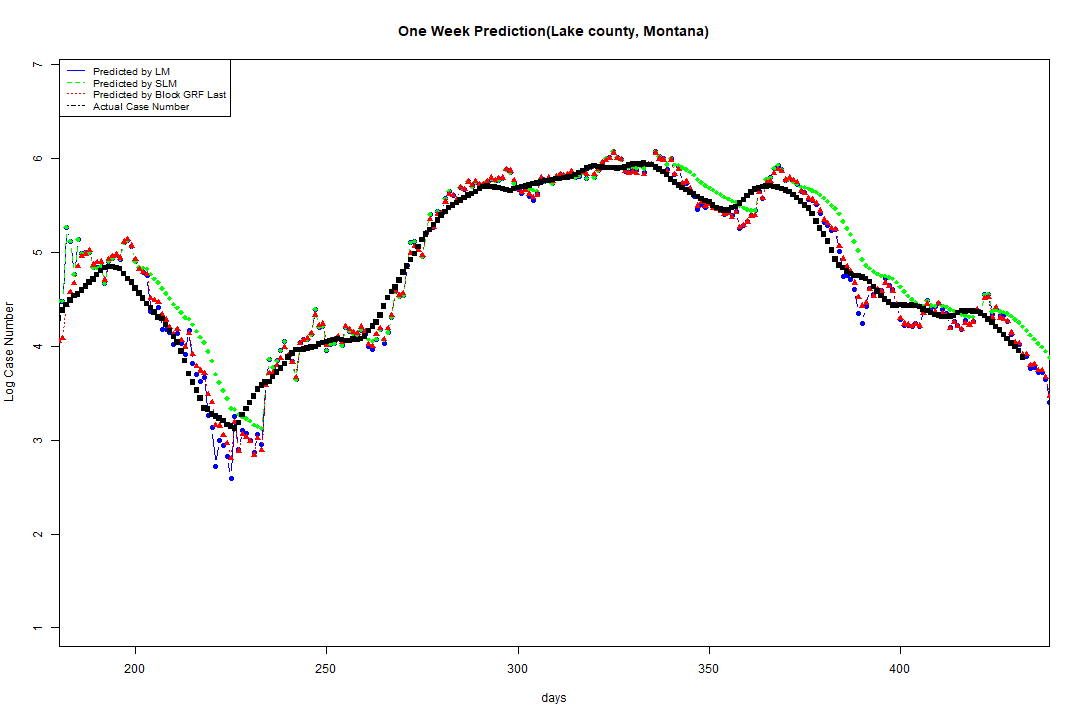 One Week Prediction(Lake county, Montana)
Predicted by LM
Predicted by SLM
Predicted by Block GRF Last
Actual Case Number
7
6
5
4
3
2
1
Log Case Number
200 250 300 350 400
days